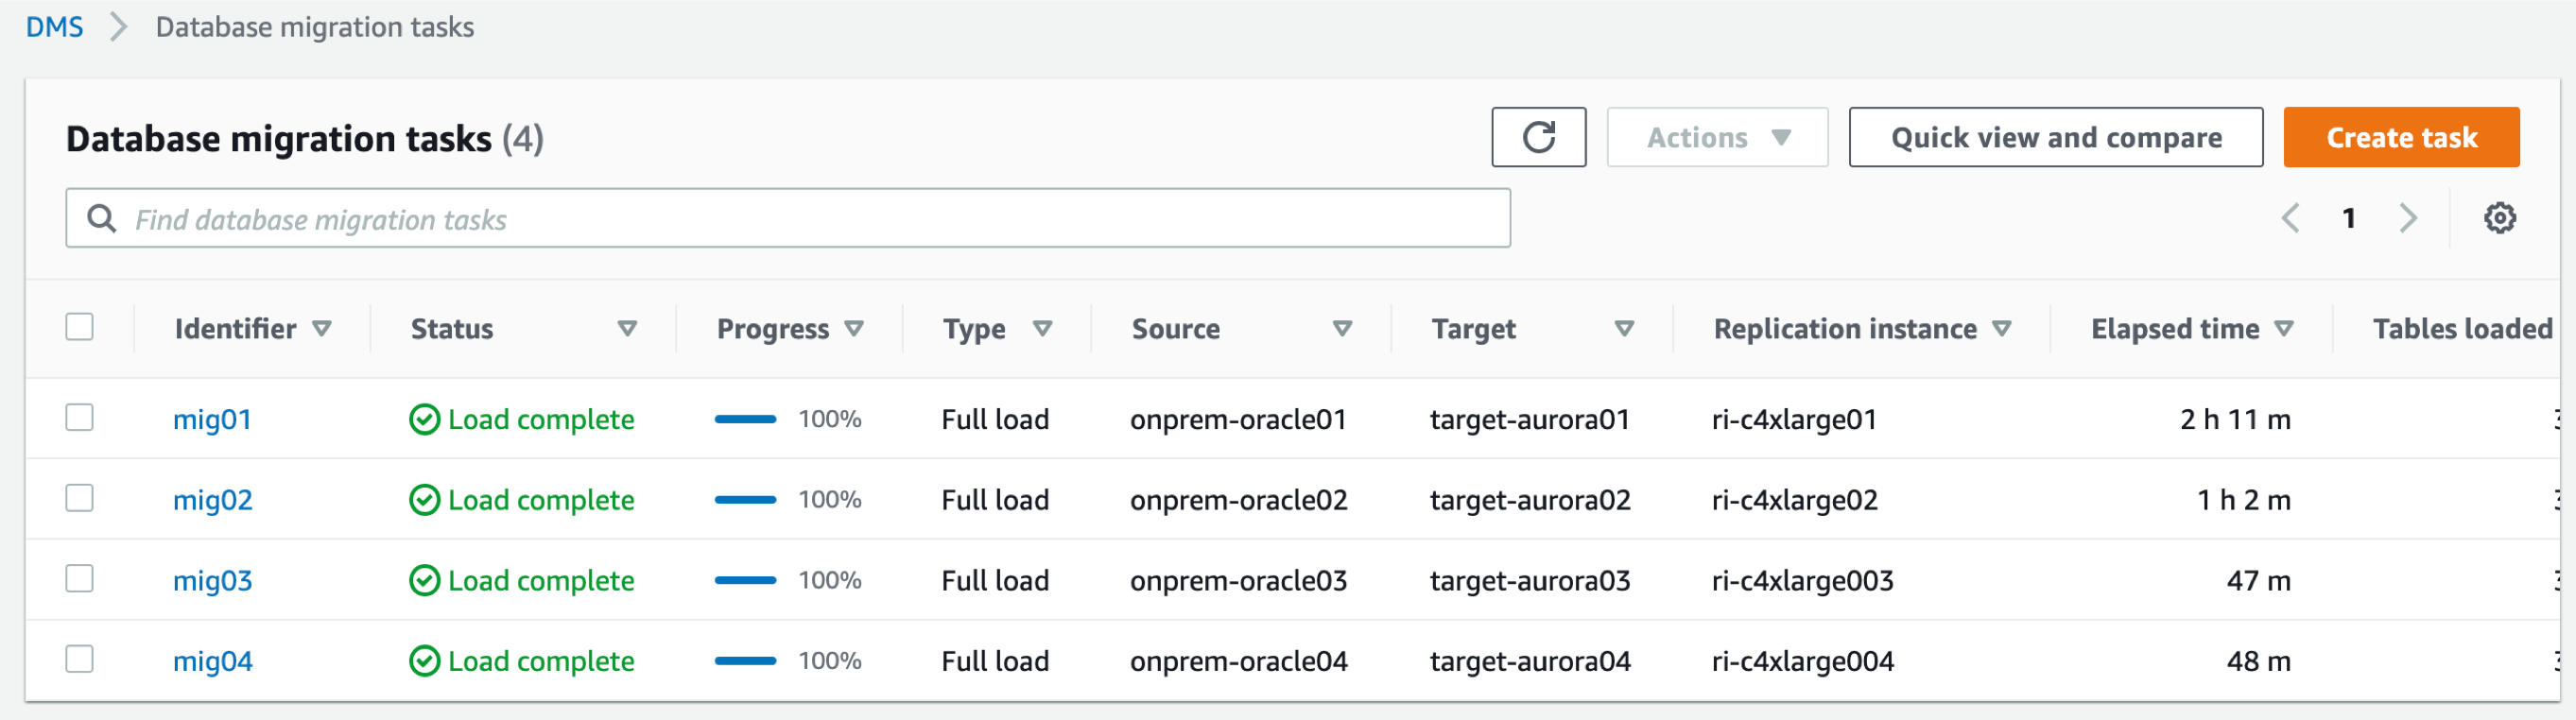 DMS Database migration tasks
Database migration tasks (4) Actions Quick view and compare Create task
Find database migration tasks 1
Identifier Status Progress Type Source Target Replication instance Elapsed time Tables loaded
mig01 Load complete 100% Full load onprem-oracle01 target-aurora01 ri-c4xlarge01 2 h 11 m
mig02 Load complete 100% Full load onprem-oracle02 target-aurora02 ri-c4xlarge02 1 h 2 m
mig03 Load complete 100% Full load onprem-oracle03 target-aurora03 ri-c4xlarge003 47 m
mig04 Load complete 100% Full load onprem-oracle04 target-aurora04 ri-c4xlarge004 48 m